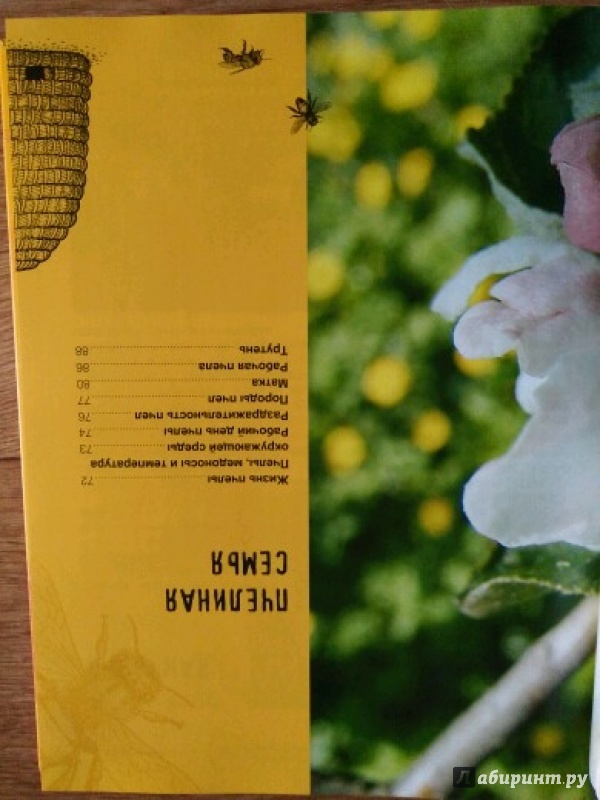 ПЧЕЛИНАЯ
СЕМЬЯ
Жизнь пчелы 72
Пчелы, медоносы и температура
окружающей среды 73
Рабочий день пчелы 74
Раздражительность пчел 76
Породы пчел 77
Матка 80
Рабочая пчела 86
Трутень 88
Лабиринт.ру